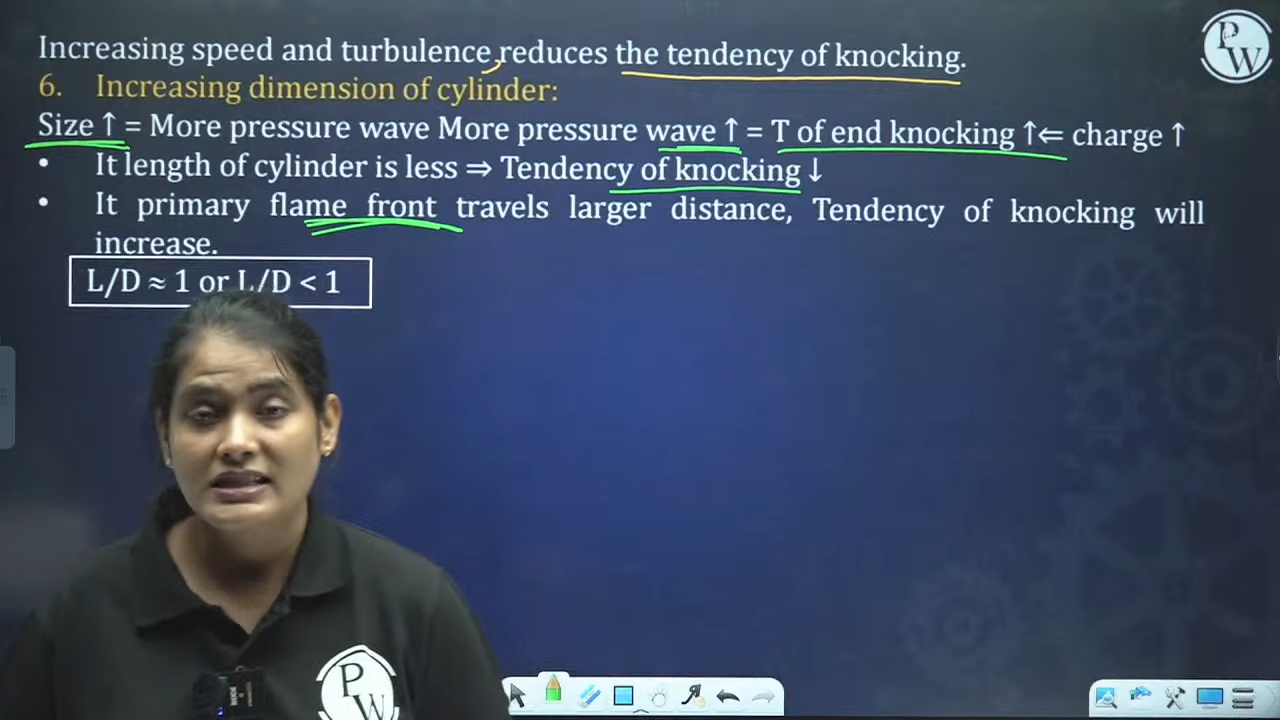 PW
Increasing speed and turbulence, reduces the tendency of knocking.
6. Increasing dimension of cylinder:
Size ↑ = More pressure wave More pressure wave ↑ = T of end knocking ↑⇐ charge ↑
• It length of cylinder is less ⇒ Tendency of knocking ↓
• It primary flame front travels larger distance, Tendency of knocking will
increase.
L/D ≈ 1 or L/D < 1
PW